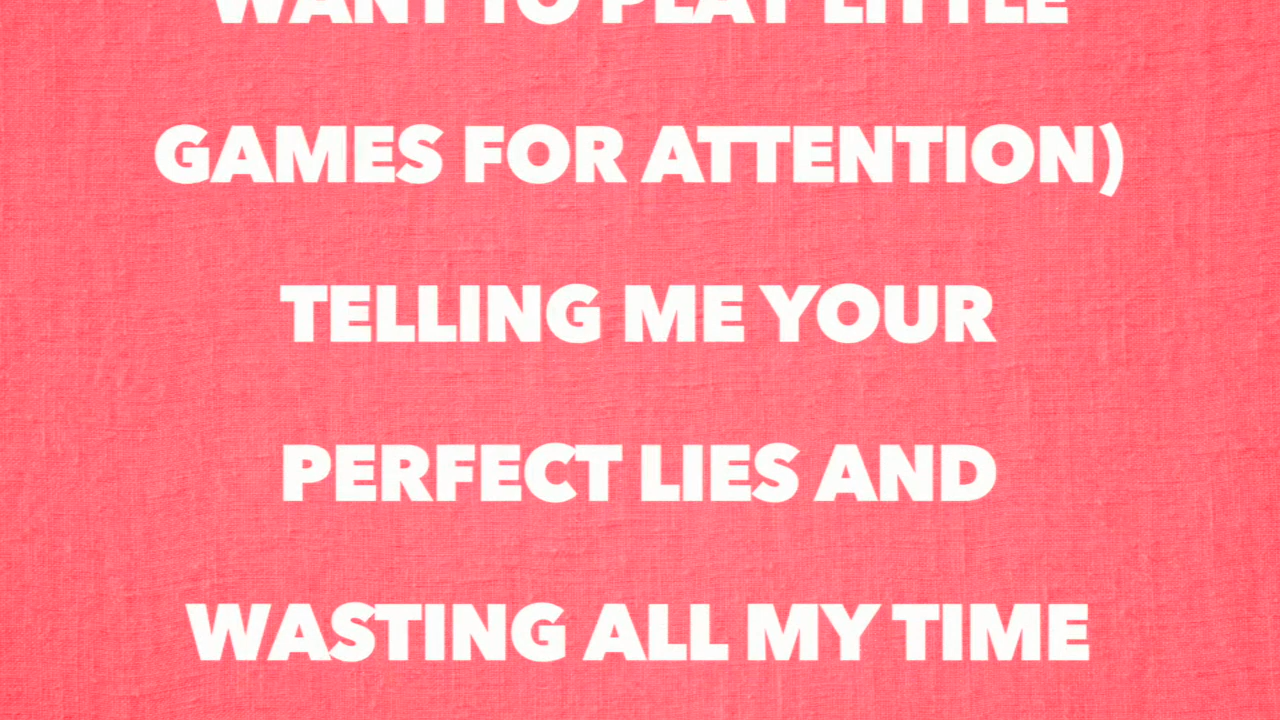 WANT TO PLAY LITTLE
GAMES FOR ATTENTION)
TELLING ME YOUR
PERFECT LIES AND
WASTING ALL MY TIME